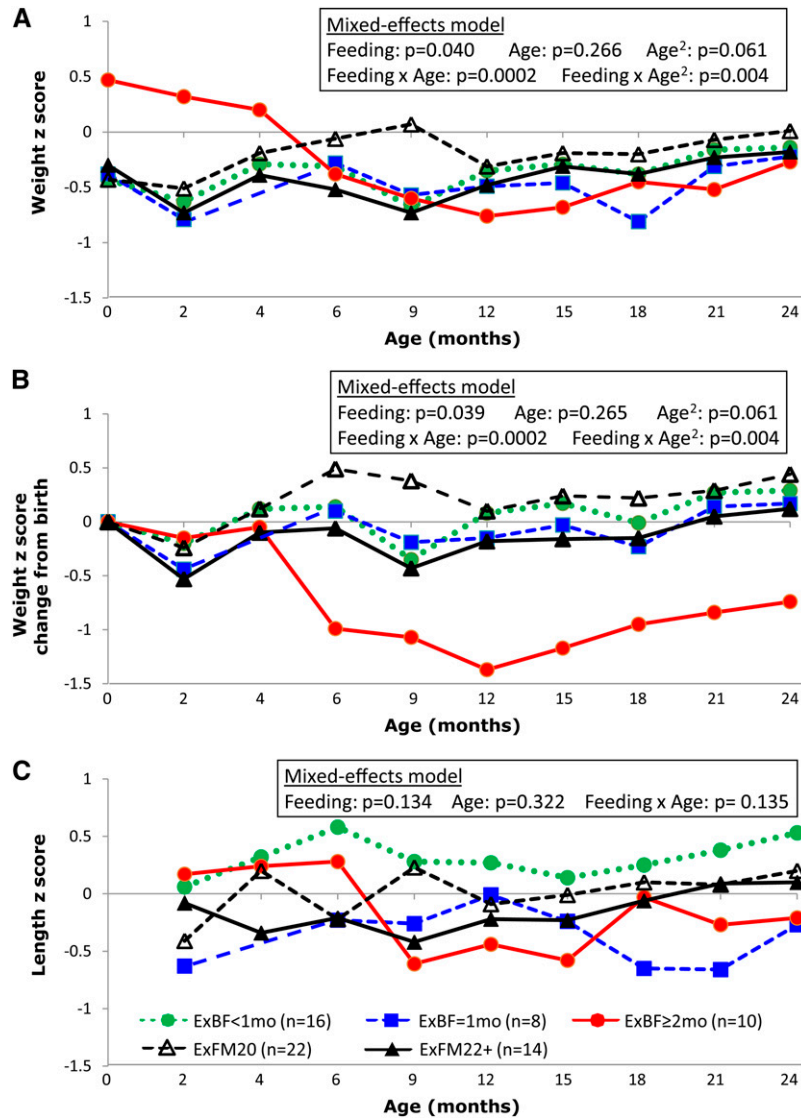 A
Mixed-effects model
Feeding: p=0.040 Age: p=0.266 Age²: p=0.061
Feeding x Age: p=0.0002 Feeding x Age²: p=0.004
Weight z score
1
0.5
0
-0.5
-1
-1.5
0 2 4 6 9 12 15 18 21 24
Age (months)
B
Mixed-effects model
Feeding: p=0.039 Age: p=0.265 Age²: p=0.061
Feeding x Age: p=0.0002 Feeding x Age²: p=0.004
Weight z score
change from birth
1
0.5
0
-0.5
-1
-1.5
0 2 4 6 9 12 15 18 21 24
Age (months)
C
Mixed-effects model
Feeding: p=0.134 Age: p=0.322 Feeding x Age: p= 0.135
Length z score
1
0.5
0
-0.5
-1
-1.5
ExBF<1mo (n=16) ExBF=1mo (n=8) ExBF≥2mo (n=10)
ExFM20 (n=22) ExFM22+ (n=14)
0 2 4 6 9 12 15 18 21 24
Age (months)